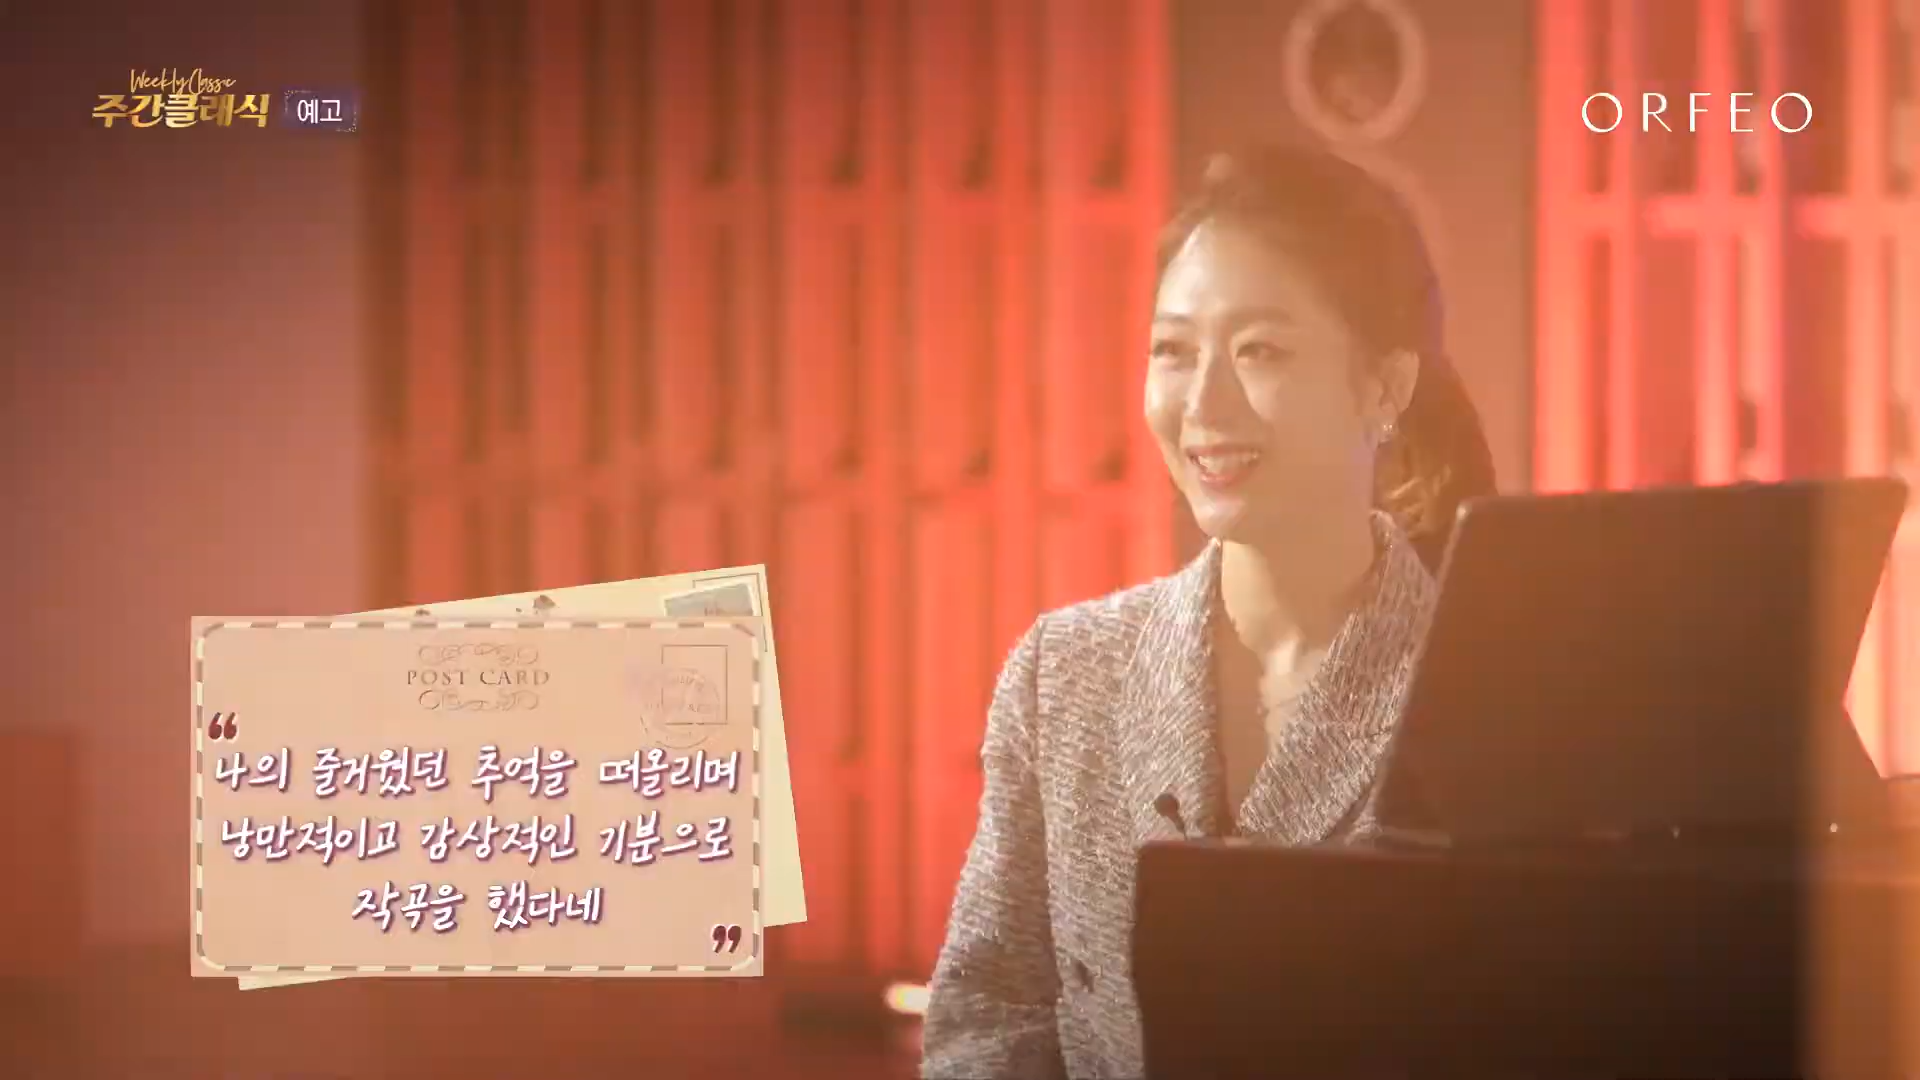 Weekly Classic
주간클래식 예고
ORFEO
POST CARD
“
나의 즐거웠던 추억을 떠올리며
낭만적이고 감상적인 기분으로
작곡을 했다네
”